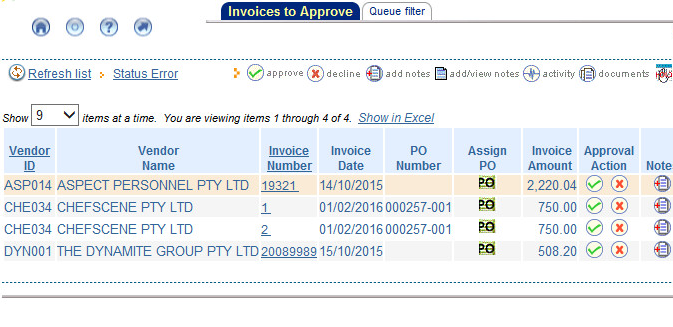 Invoices to Approve Queue filter
Refresh list Status Error approve decline add notes add/view notes activity documents
Show 9 items at a time. You are viewing items 1 through 4 of 4. Show in Excel
Vendor ID Vendor Name Invoice Number Invoice Date PO Number Assign PO Invoice Amount Approval Action Note
ASP014 ASPECT PERSONNEL PTY LTD 19321 14/10/2015 PO 2,220.04
CHE034 CHEFSCENE PTY LTD 1 01/02/2016 000257-001 PO 750.00
CHE034 CHEFSCENE PTY LTD 2 01/02/2016 000257-001 PO 750.00
DYN001 THE DYNAMITE GROUP PTY LTD 20089989 15/10/2015 PO 508.20